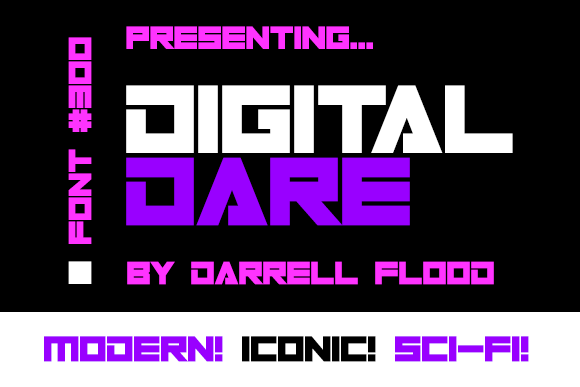 PRESENTING...
FONT #300
DIGITAL
DARE
BY DARRELL FLOOD
MODERN! ICONIC! SCI-FI!